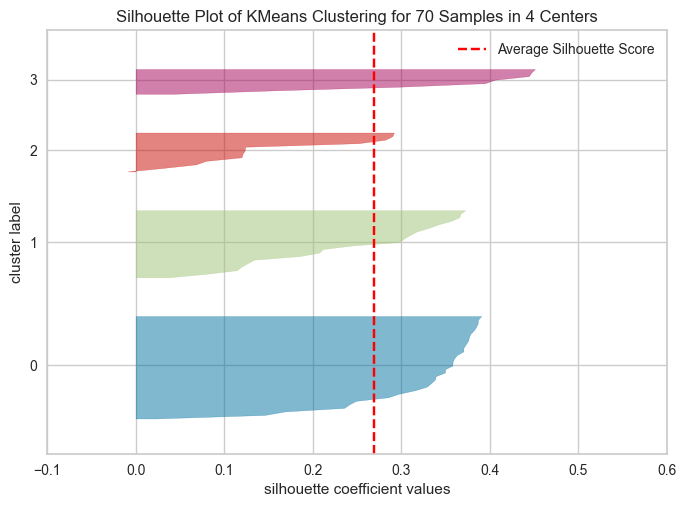 Silhouette Plot of KMeans Clustering for 70 Samples in 4 Centers
Average Silhouette Score
cluster label
3
2
1
0
−0.1 0.0 0.1 0.2 0.3 0.4 0.5 0.6
silhouette coefficient values